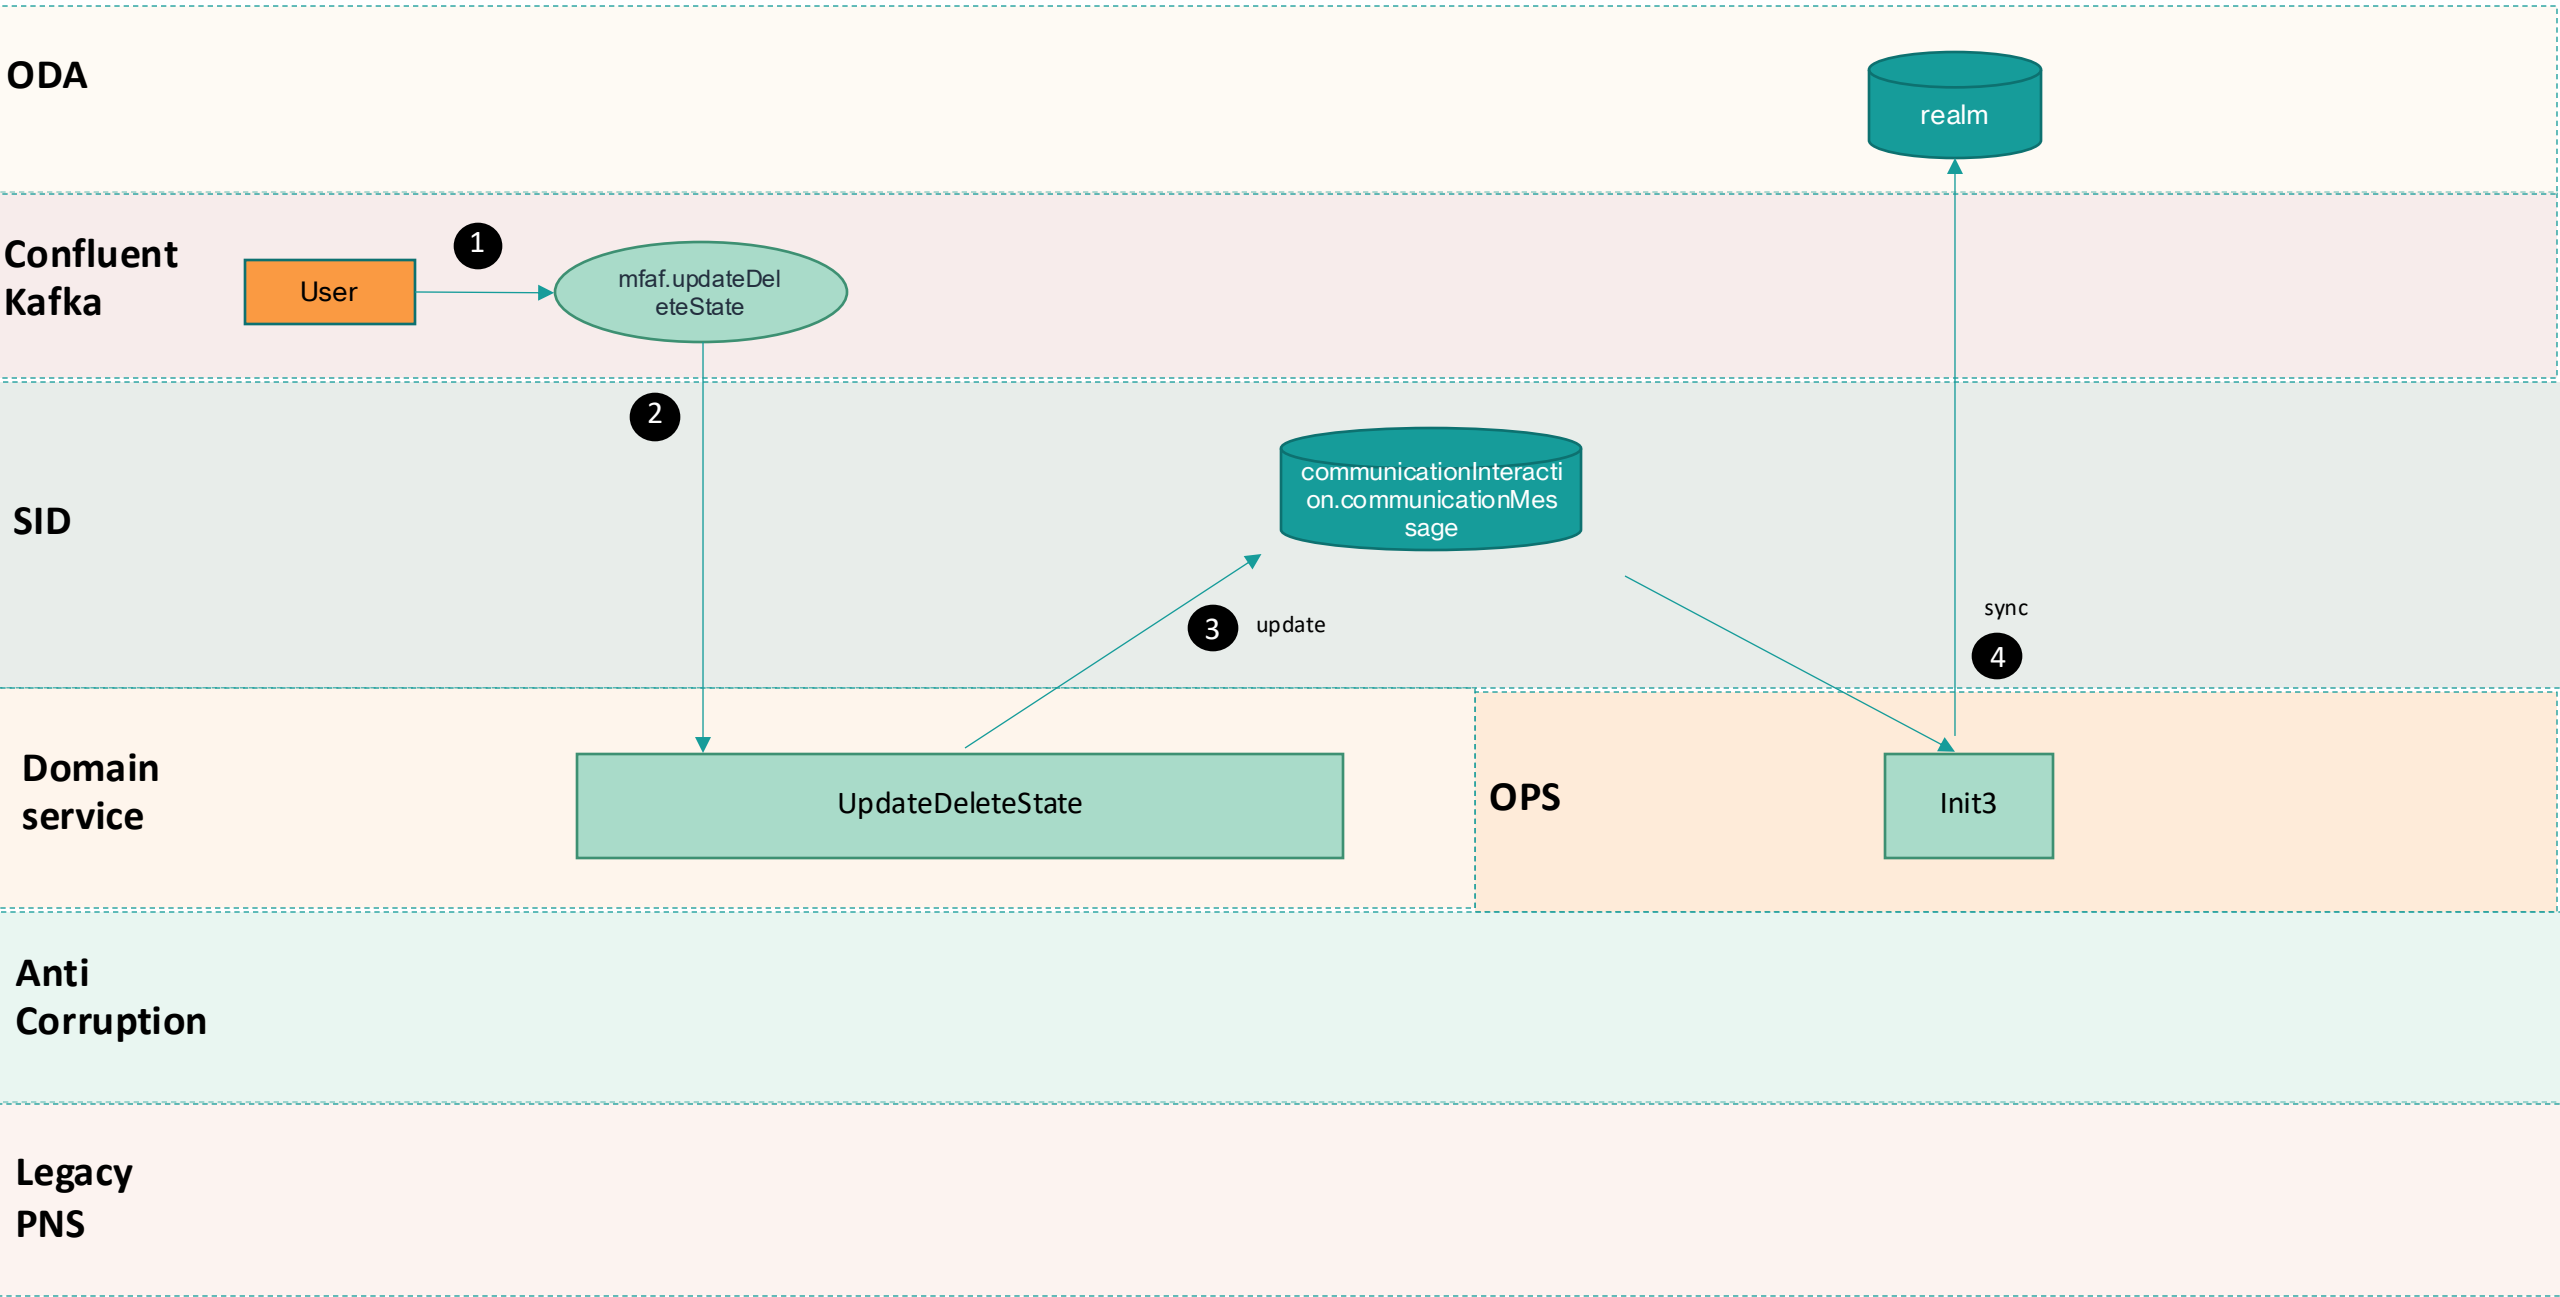 ODA
realm
Confluent
Kafka
User
1
mfaf.updateDel
eteState
2
SID
communicationInteracti
on.communicationMes
sage
3
update
sync
4
Domain
service
UpdateDeleteState
OPS
Init3
Anti
Corruption
Legacy
PNS